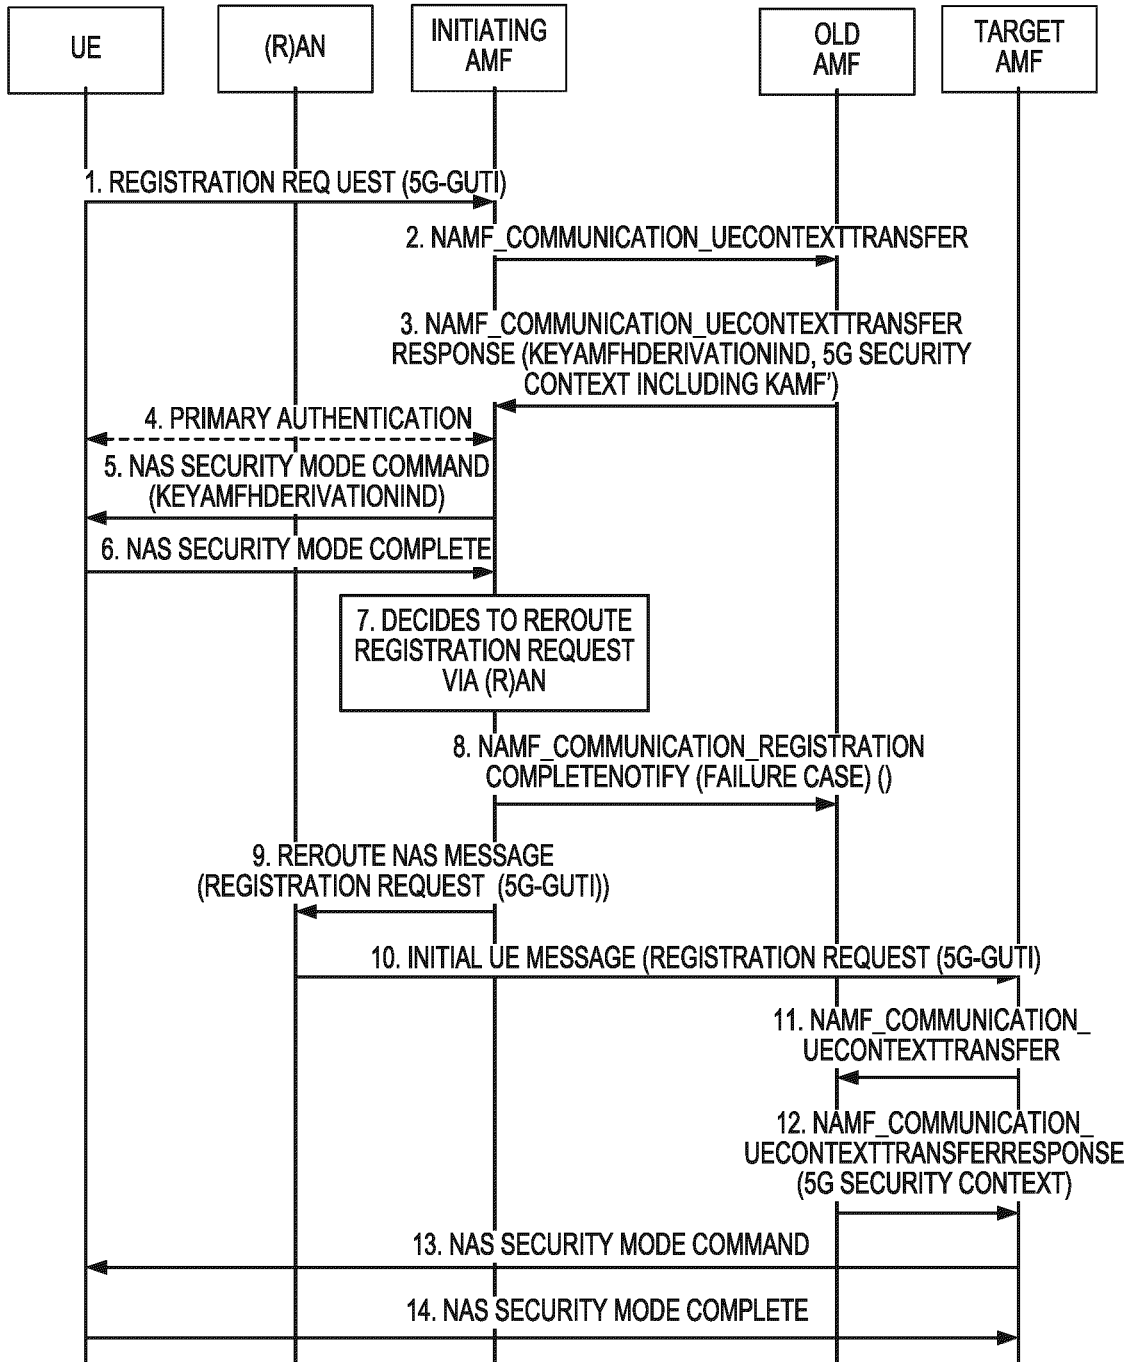 UE
(R)AN
INITIATING
AMF
OLD
AMF
TARGET
AMF
1. REGISTRATION REQ UEST (5G-GUTI)
2. NAMF_COMMUNICATION_UECONTEXTTRANSFER
3. NAMF_COMMUNICATION_UECONTEXTTRANSFER
RESPONSE (KEYAMFHDERIVATIONIND, 5G SECURITY
CONTEXT INCLUDING KAMF')
4. PRIMARY AUTHENTICATION
5. NAS SECURITY MODE COMMAND
(KEYAMFHDERIVATIONIND)
6. NAS SECURITY MODE COMPLETE
7. DECIDES TO REROUTE
REGISTRATION REQUEST
VIA (R)AN
8. NAMF_COMMUNICATION_REGISTRATION
COMPLETENOTIFY (FAILURE CASE) ()
9. REROUTE NAS MESSAGE
(REGISTRATION REQUEST (5G-GUTI))
10. INITIAL UE MESSAGE (REGISTRATION REQUEST (5G-GUTI)
11. NAMF_COMMUNICATION_
UECONTEXTTRANSFER
12. NAMF_COMMUNICATION_
UECONTEXTTRANSFERRESPONSE
(5G SECURITY CONTEXT)
13. NAS SECURITY MODE COMMAND
14. NAS SECURITY MODE COMPLETE